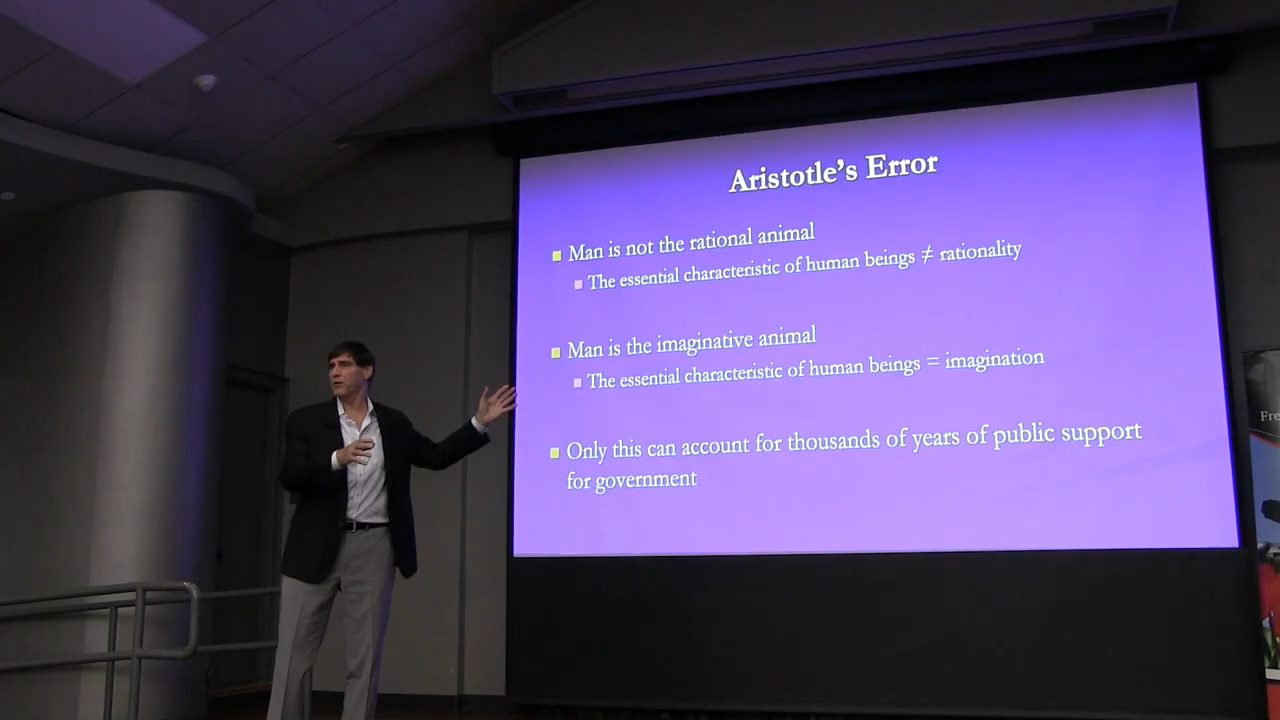 Aristotle's Error
Man is not the rational animal
The essential characteristic of human beings ≠ rationality
Man is the imaginative animal
The essential characteristic of human beings = imagination
Only this can account for thousands of years of public support
for government
Fre